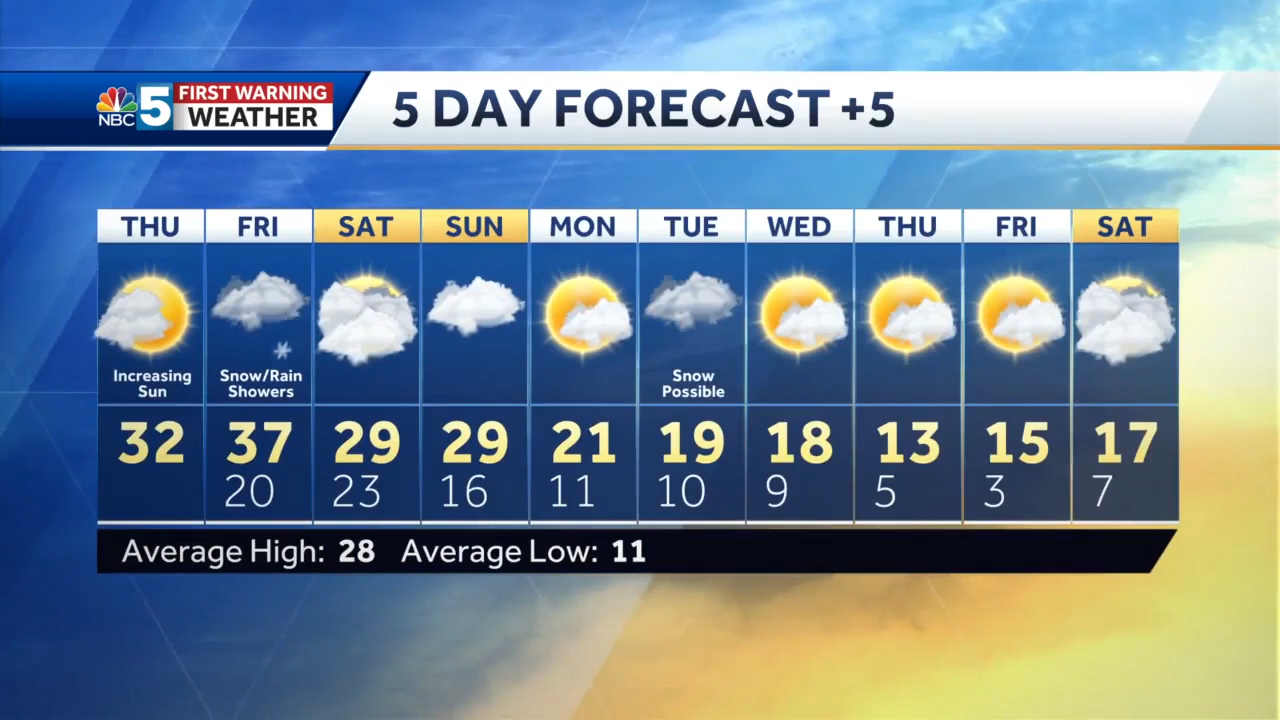 NBC 5 FIRST WARNING
WEATHER
5 DAY FORECAST +5
THU FRI SAT SUN MON TUE WED THU FRI SAT
Increasing Snow/Rain Snow
Sun Showers Possible
32 37 29 29 21 19 18 13 15 17
20 23 16 11 10 9 5 3 7
Average High: 28 Average Low: 11